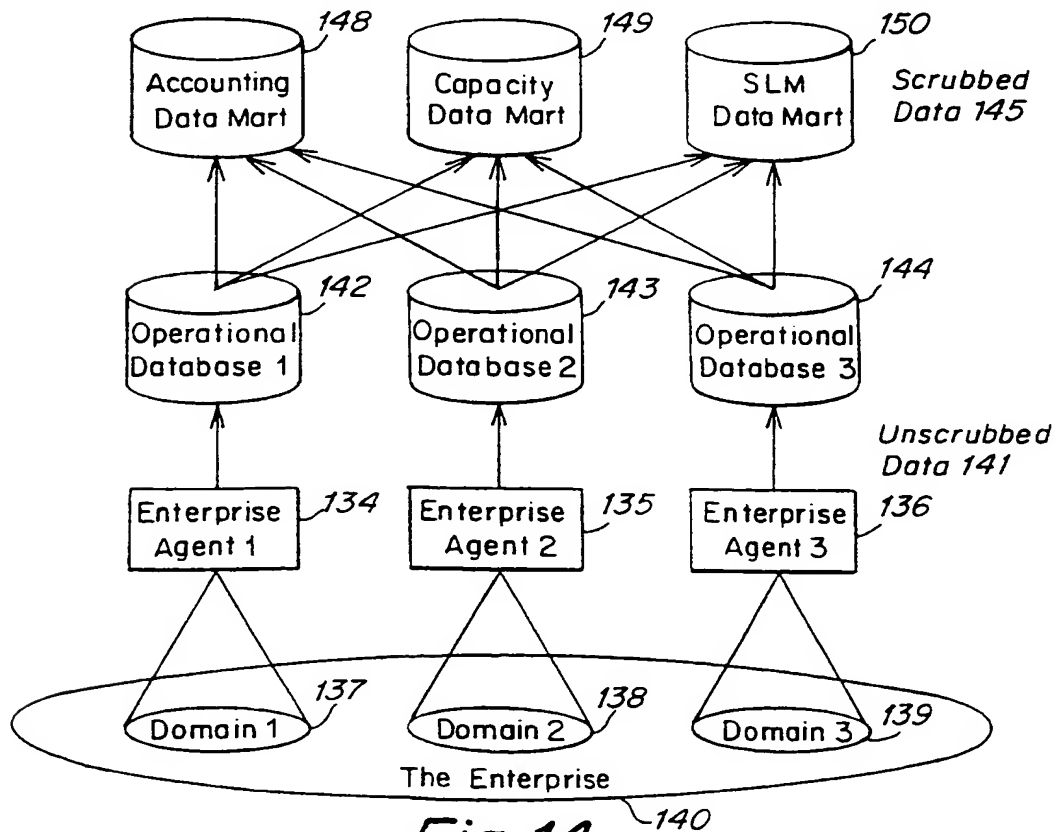 148
149
150
Accounting
Data Mart
Capacity
Data Mart
SLM
Data Mart
Scrubbed
Data 145
142
143
144
Operational
Database 1
Operational
Database 2
Operational
Database 3
Unscrubbed
Data 141
134
135
136
Enterprise
Agent 1
Enterprise
Agent 2
Enterprise
Agent 3
137
138
139
Domain 1
Domain 2
Domain 3
The Enterprise
140